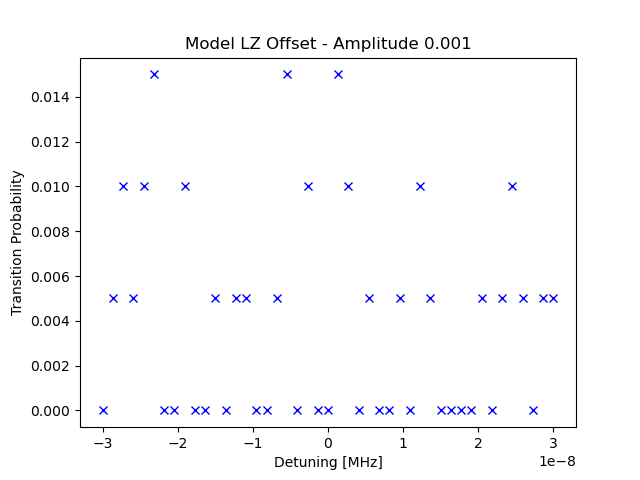 Model LZ Offset - Amplitude 0.001
Transition Probability
0.014
0.012
0.010
0.008
0.006
0.004
0.002
0.000
−3 −2 −1 0 1 2 3
1e−8
Detuning [MHz]